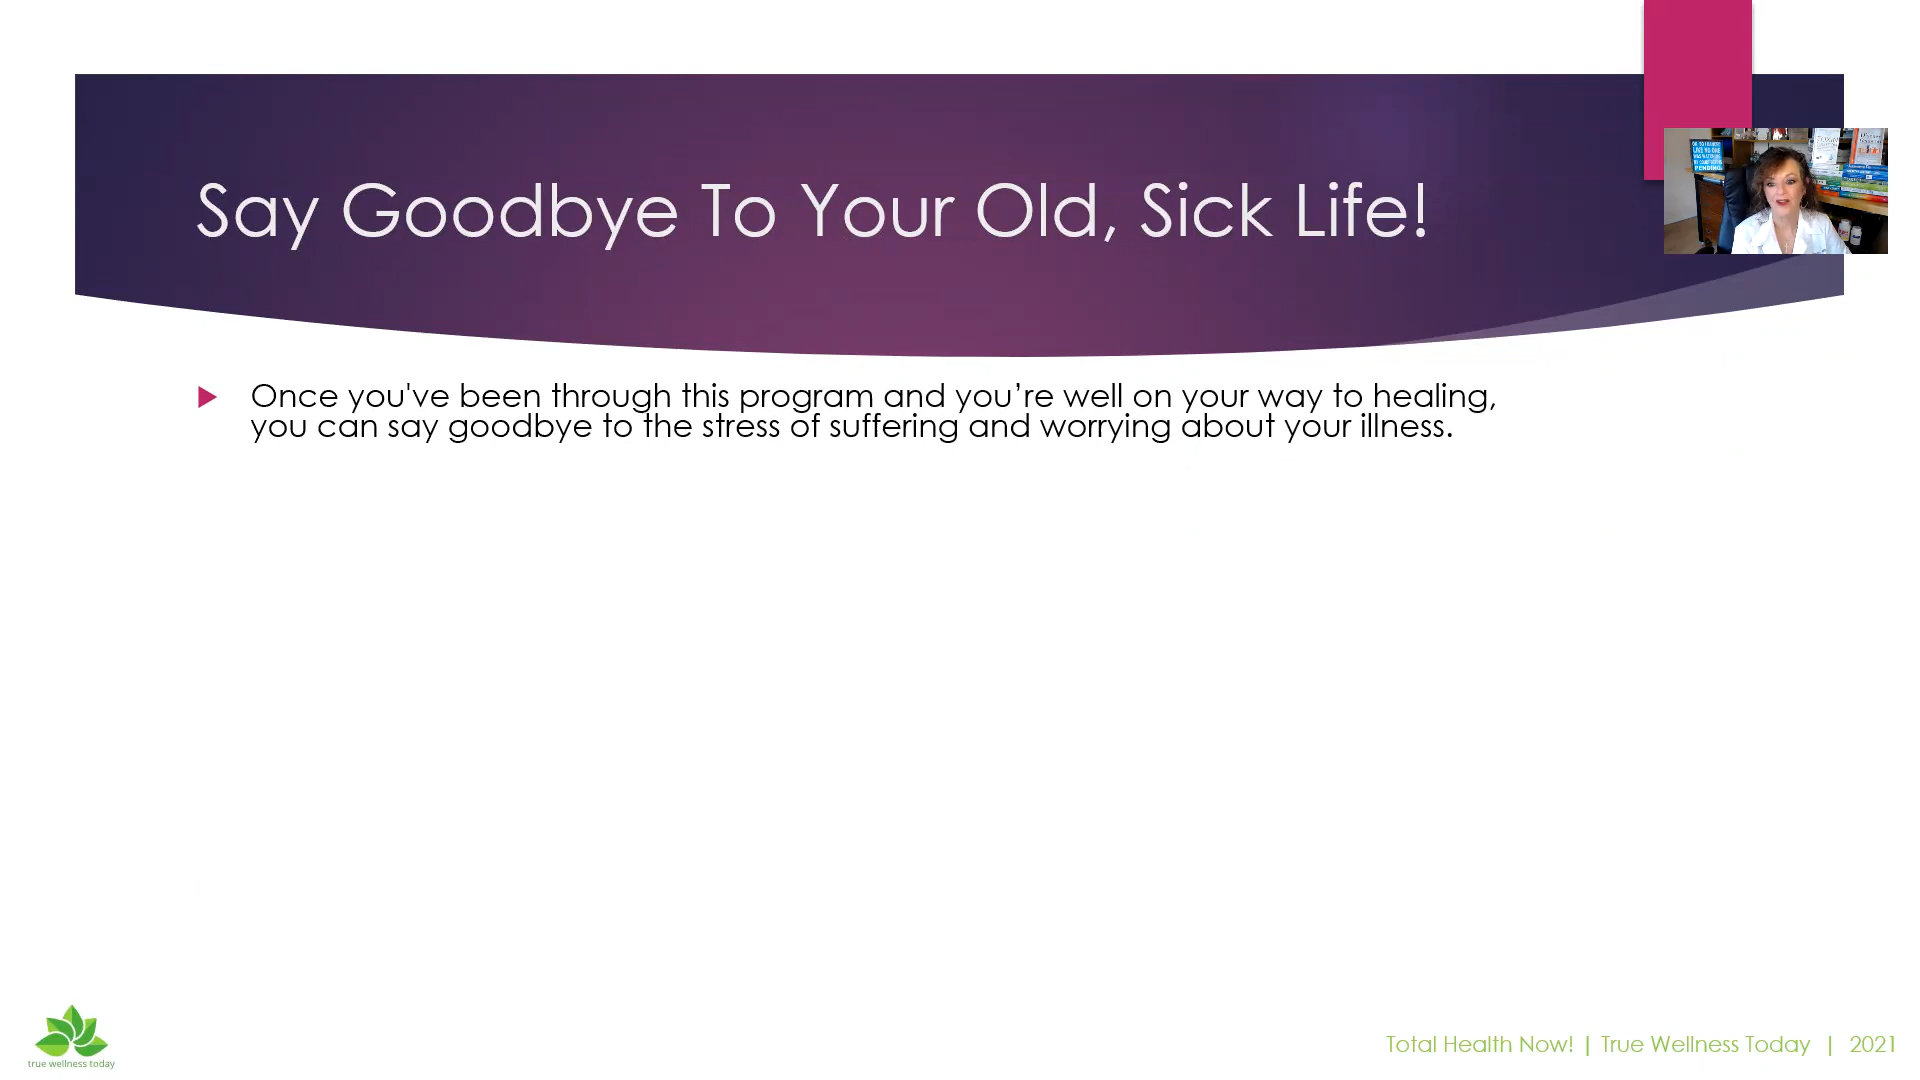 Say Goodbye To Your Old, Sick Life!
Once you've been through this program and you’re well on your way to healing,
you can say goodbye to the stress of suffering and worrying about your illness.
true wellness today
Total Health Now! | True Wellness Today | 2021